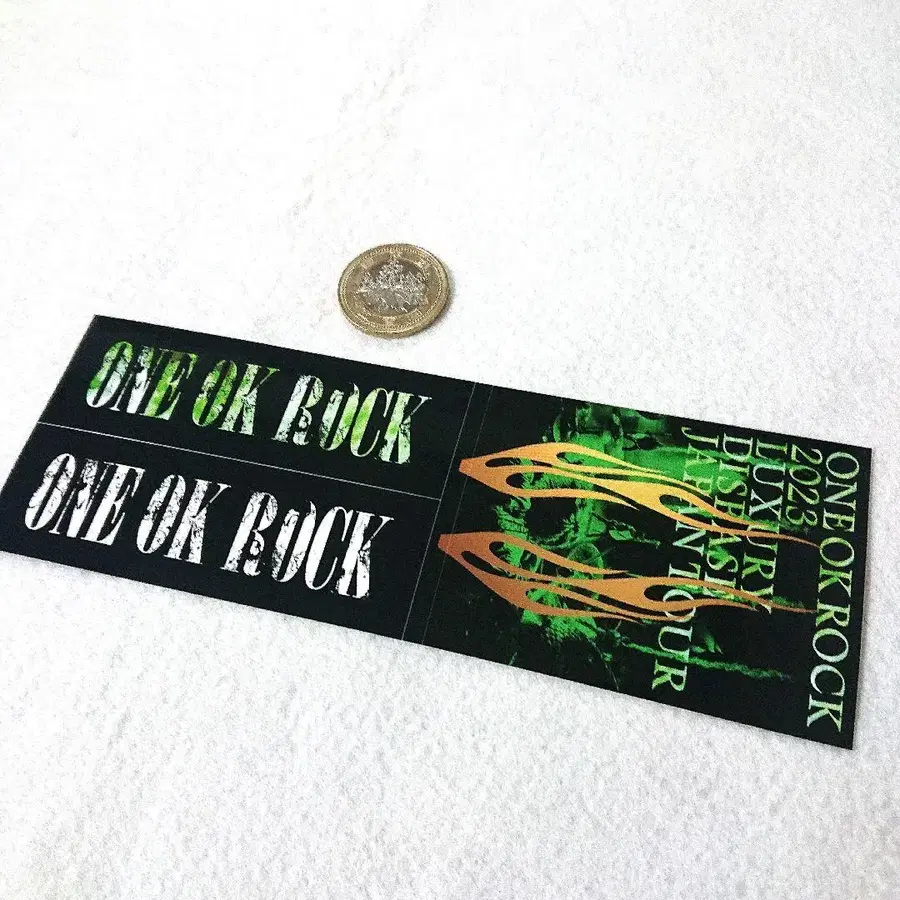 ONE OK ROCK
ONE OK ROCK
ONE OK ROCK
2023
LUXURY
DISEASE
JAPAN TOUR